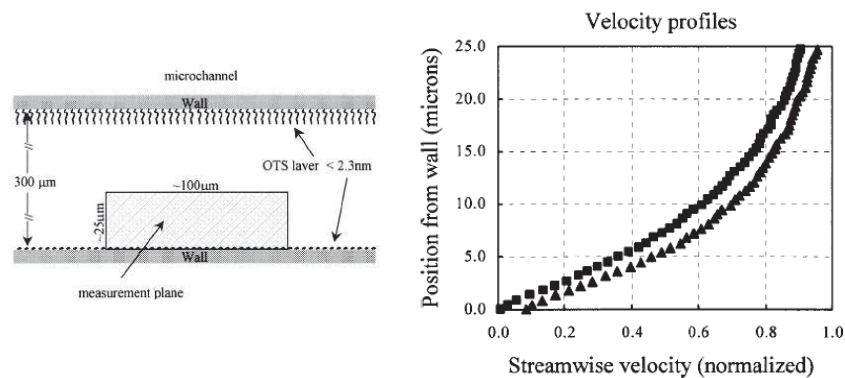 microchannel
Wall
OTS laver < 2.3nm
300 μm
~100μm
~25μm
Wall
measurement plane
Velocity profiles
Position from wall (microns)
25.0
20.0
15.0
10.0
5.0
0.0
0.0 0.2 0.4 0.6 0.8 1.0
Streamwise velocity (normalized)